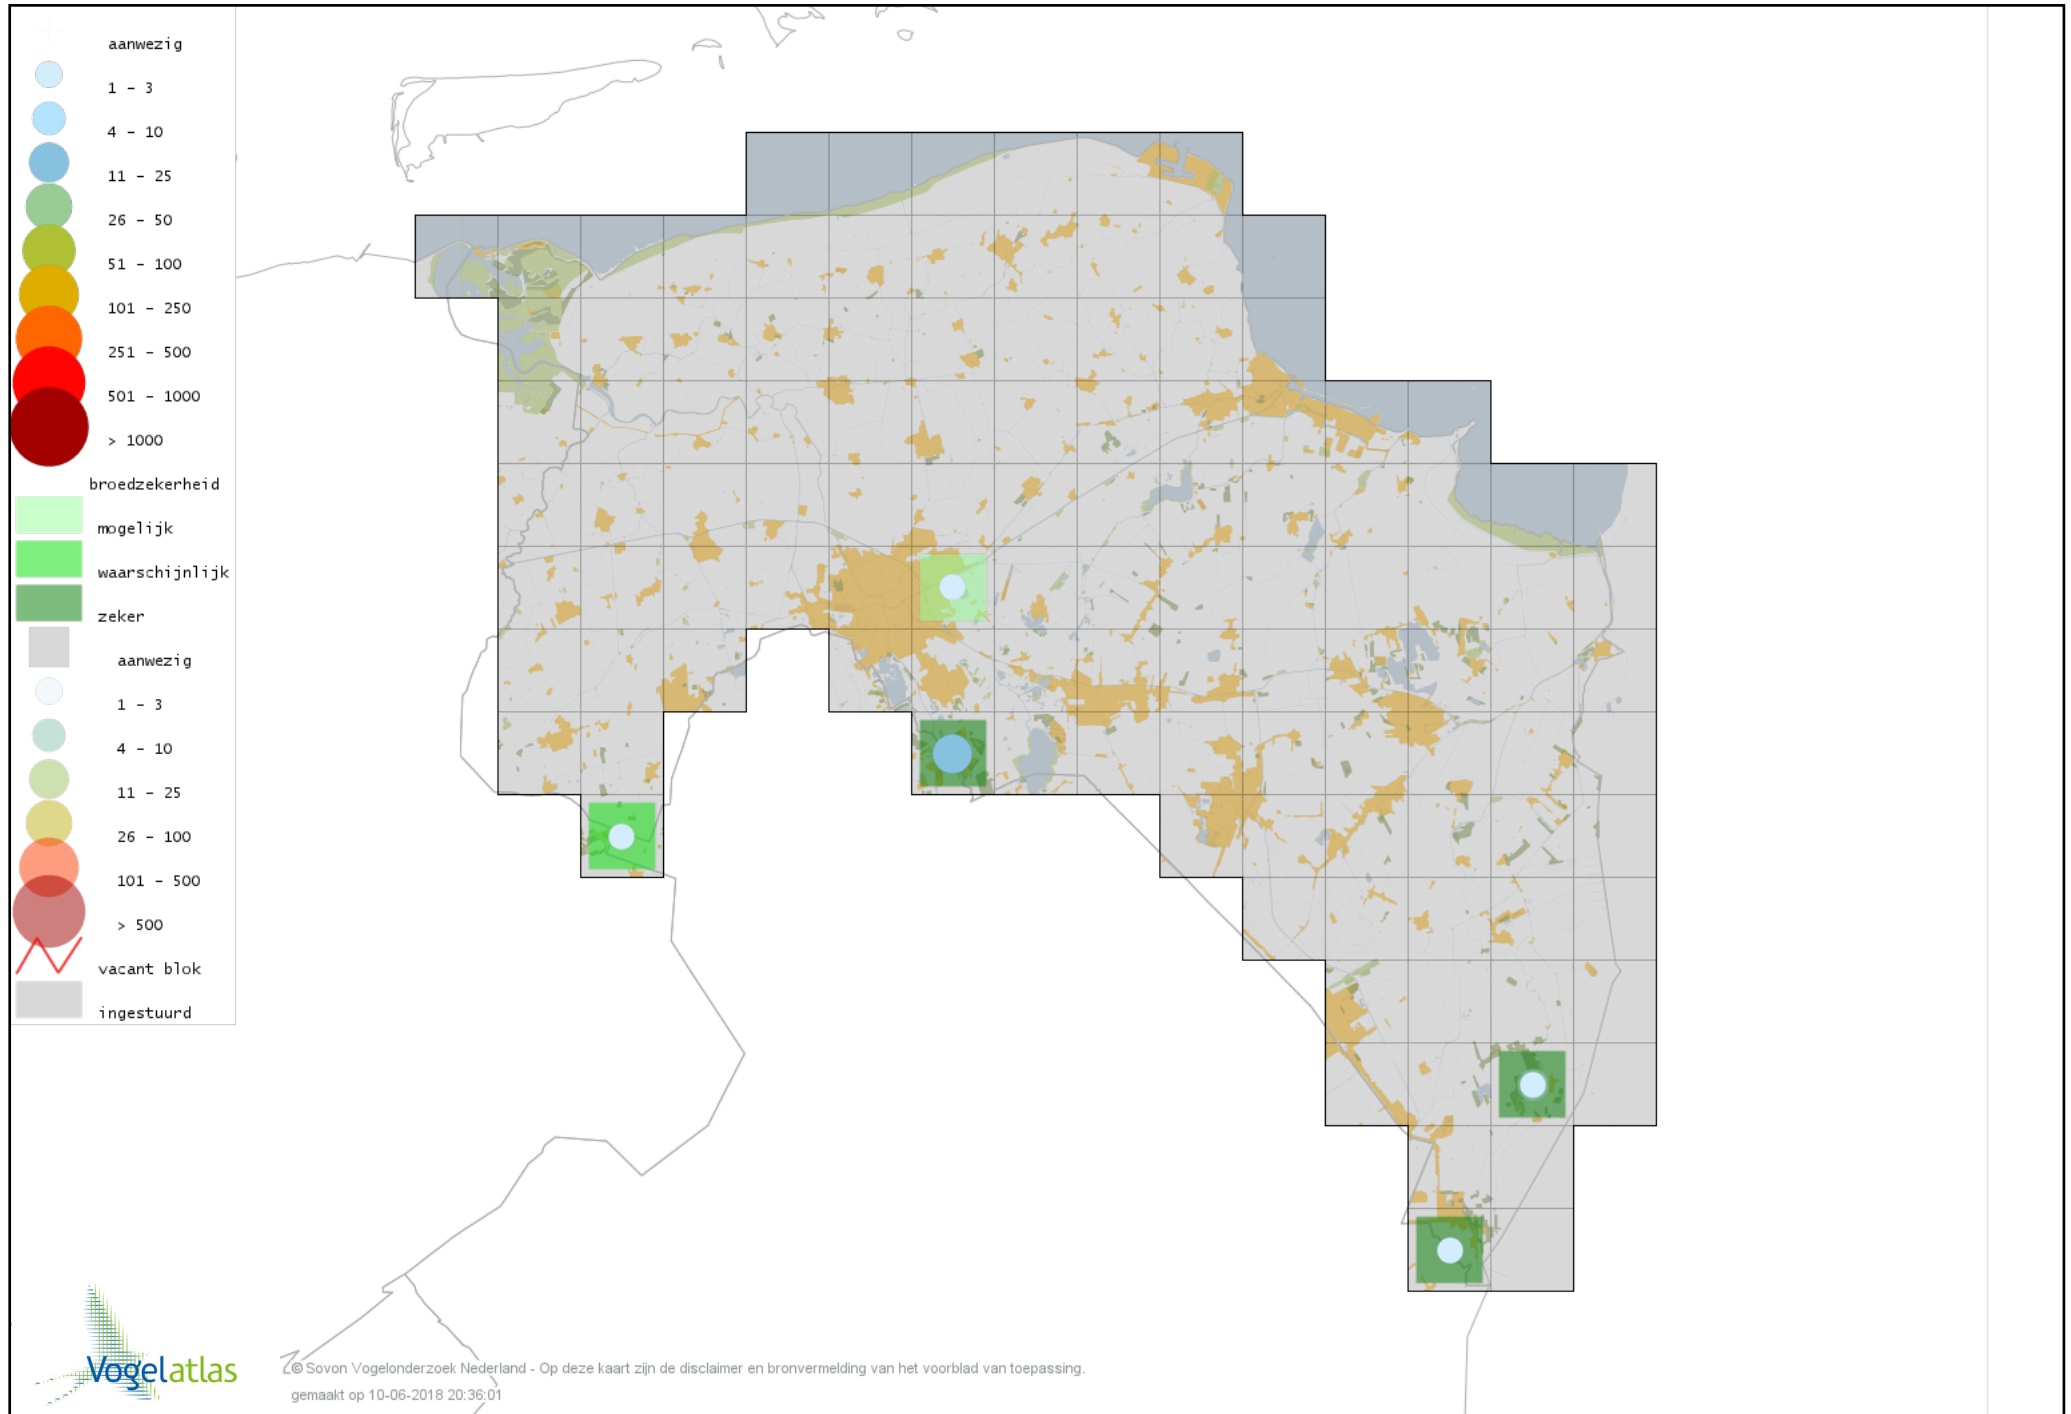 aanwezig
1 - 3
4 - 10
11 - 25
26 - 50
51 - 100
101 - 250
251 - 500
501 - 1000
> 1000
broedzekerheid
mogelijk
waarschijnlijk
zeker
aanwezig
1 - 3
4 - 10
11 - 25
26 - 100
101 - 500
> 500
vacant blok
ingestuurd
Vogelatlas
© Sovon Vogelonderzoek Nederland - Op deze kaart zijn de disclaimer en bronvermelding van het voorblad van toepassing.
gemaakt op 10-06-2018 20:36:01